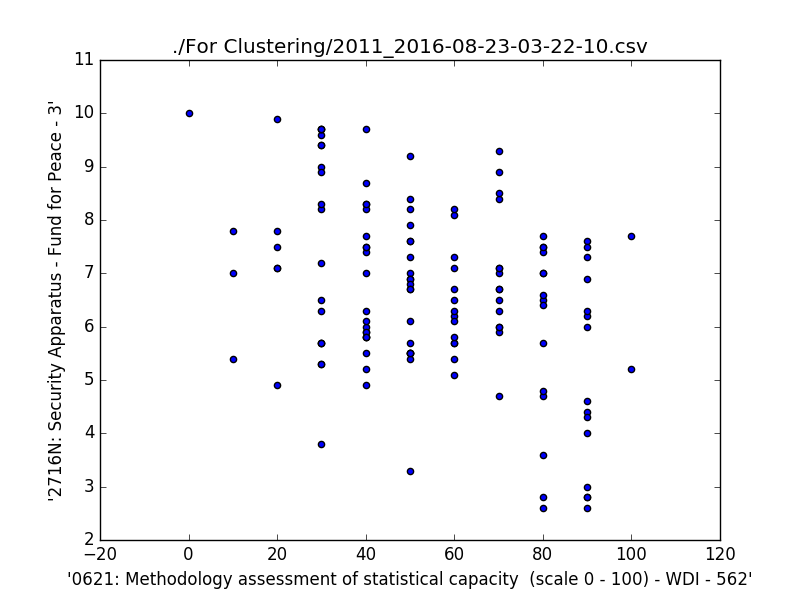 ./For Clustering/2011_2016-08-23-03-22-10.csv
11
10
9
8
7
6
5
4
3
2
'2716N: Security Apparatus - Fund for Peace - 3'
−20 0 20 40 60 80 100 120
'0621: Methodology assessment of statistical capacity  (scale 0 - 100) - WDI - 562'